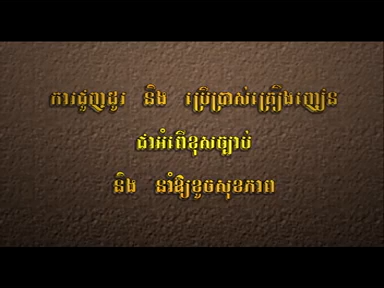 ការជួញដូរ និង ប្រើប្រាស់គ្រឿងញៀន
ជាអំពើខុសច្បាប់
និង នាំឱ្យខូចសុខភាព